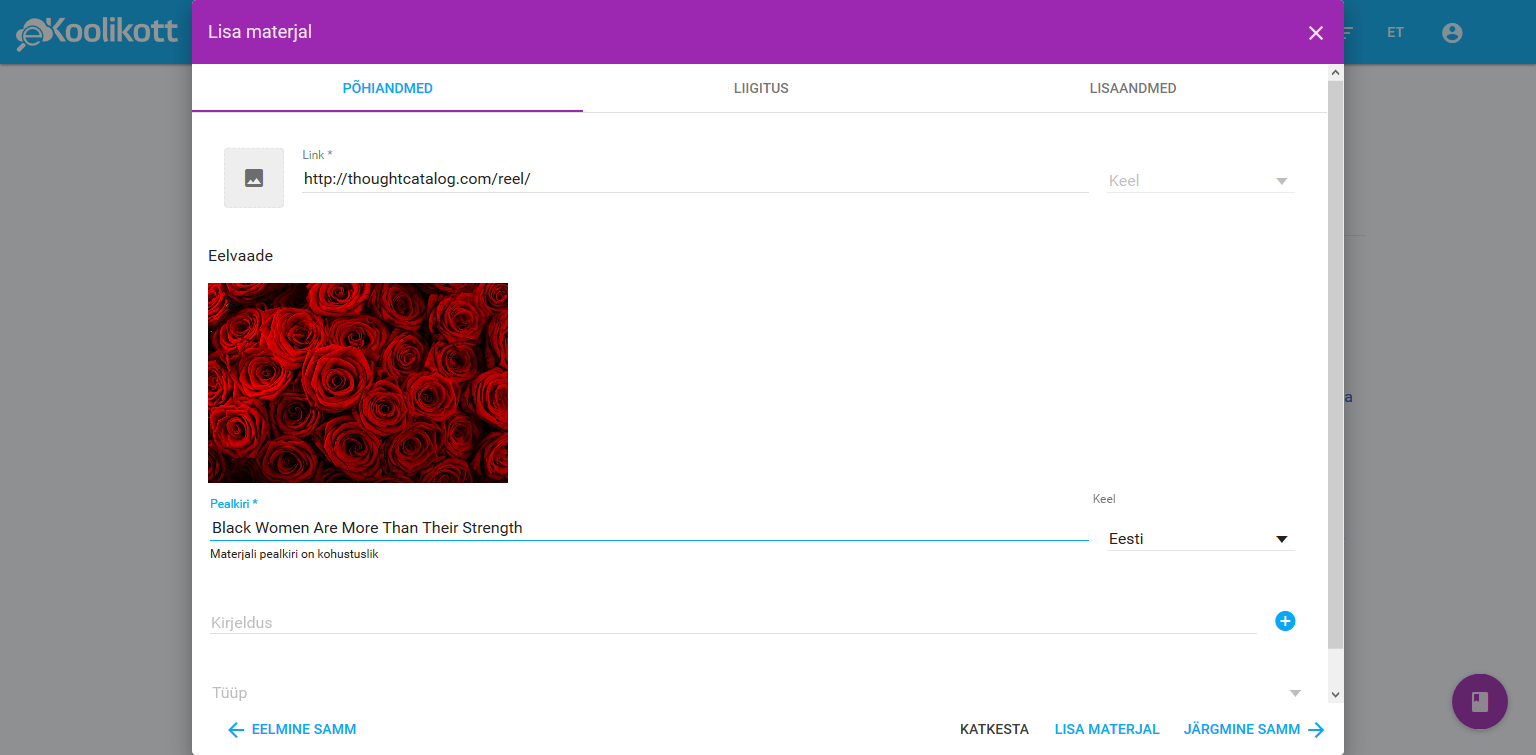 eKoolikott
Lisa materjal
ET
PÕHIANDMED
LIIGITUS
LISAANDMED
Link *
http://thoughtcatalog.com/reel/
Keel
Eelvaade
Pealkiri *
Keel
Black Women Are More Than Their Strength
Eesti
Materjali pealkiri on kohustuslik
Kirjeldus
Tüüp
EELMINE SAMM
KATKESTA
LISA MATERJAL
JÄRGMINE SAMM